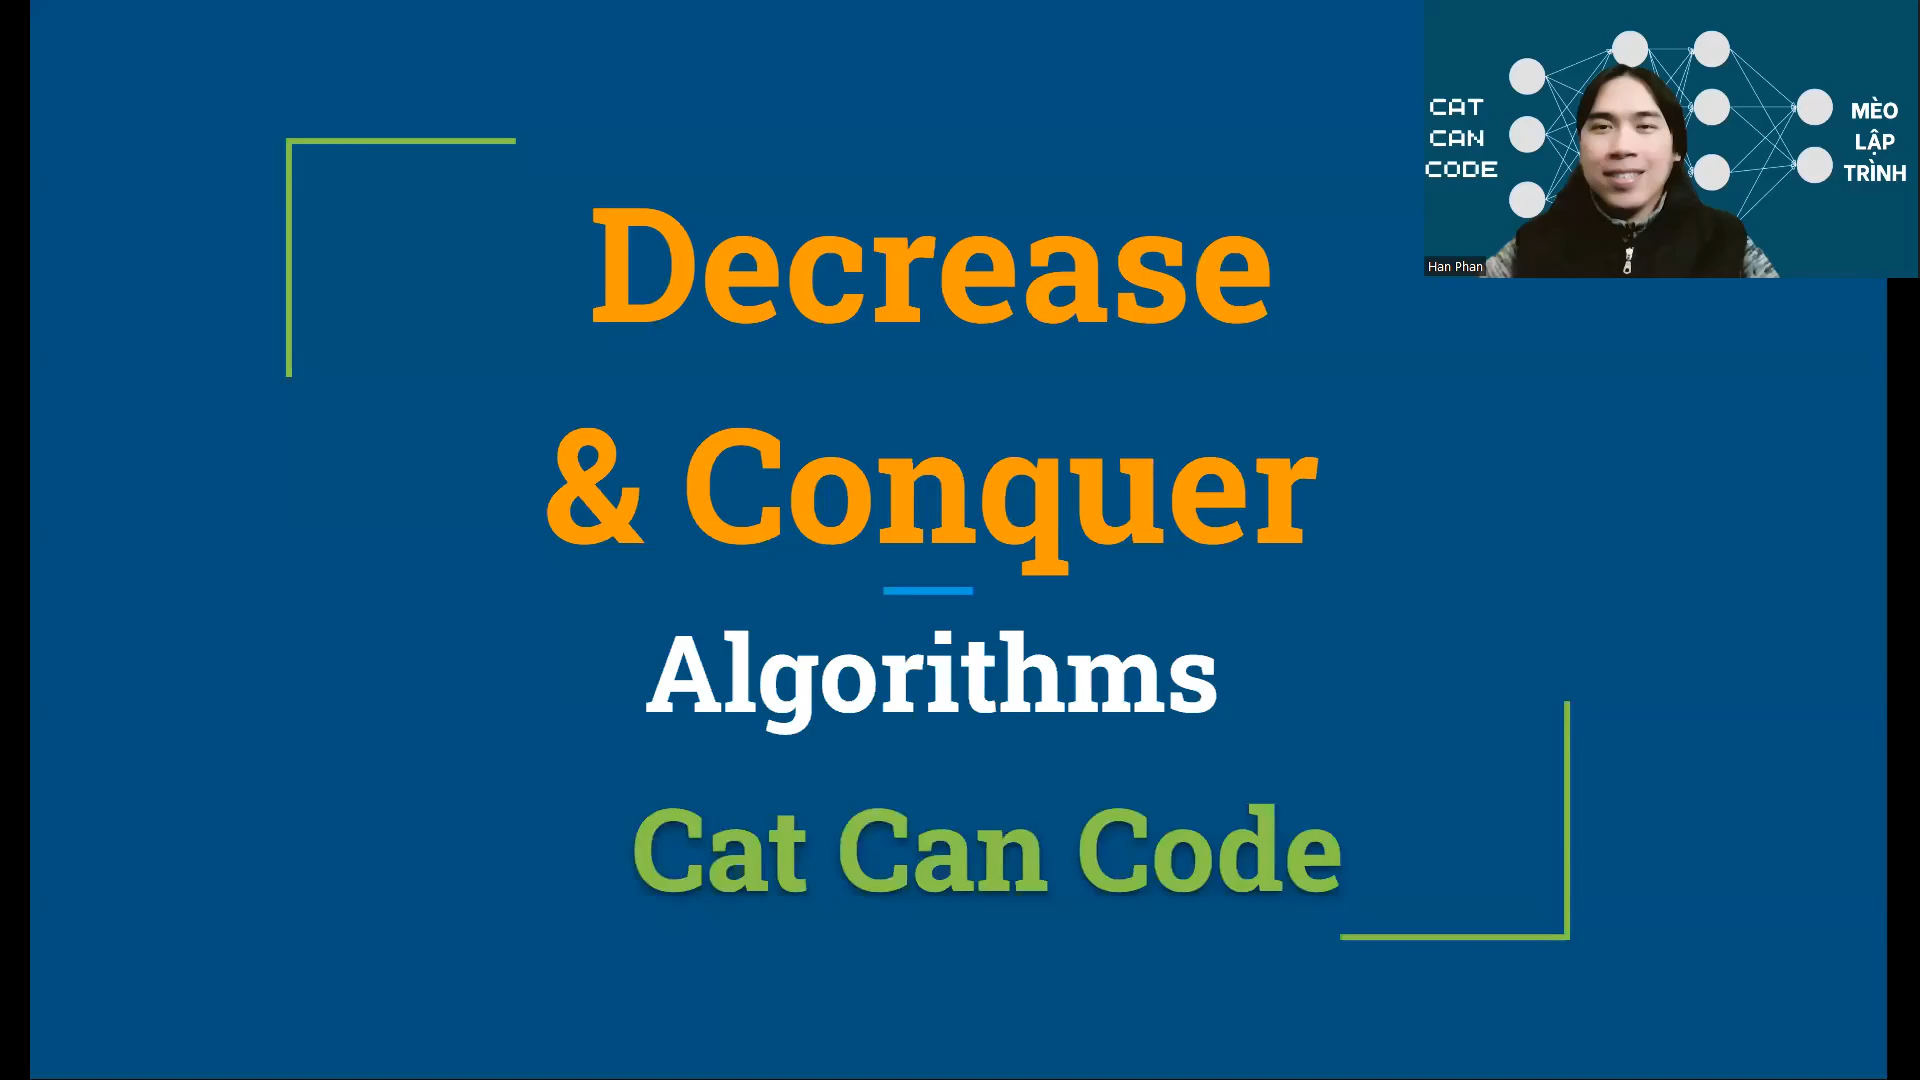 Decrease
& Conquer
Algorithms
Cat Can Code
CAT
CAN
CODE
MÈO
LẬP
TRÌNH
Han Phan